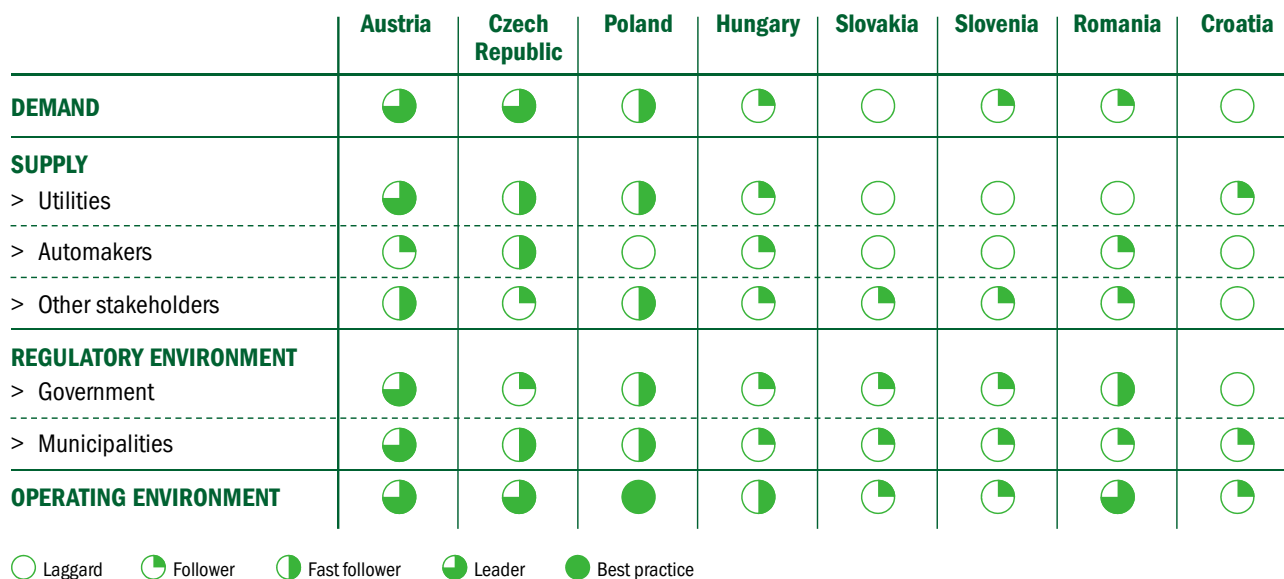 Austria Czech Republic Poland Hungary Slovakia Slovenia Romania Croatia
DEMAND
SUPPLY
> Utilities
> Automakers
> Other stakeholders
REGULATORY ENVIRONMENT
> Government
> Municipalities
OPERATING ENVIRONMENT
Laggard Follower Fast follower Leader Best practice